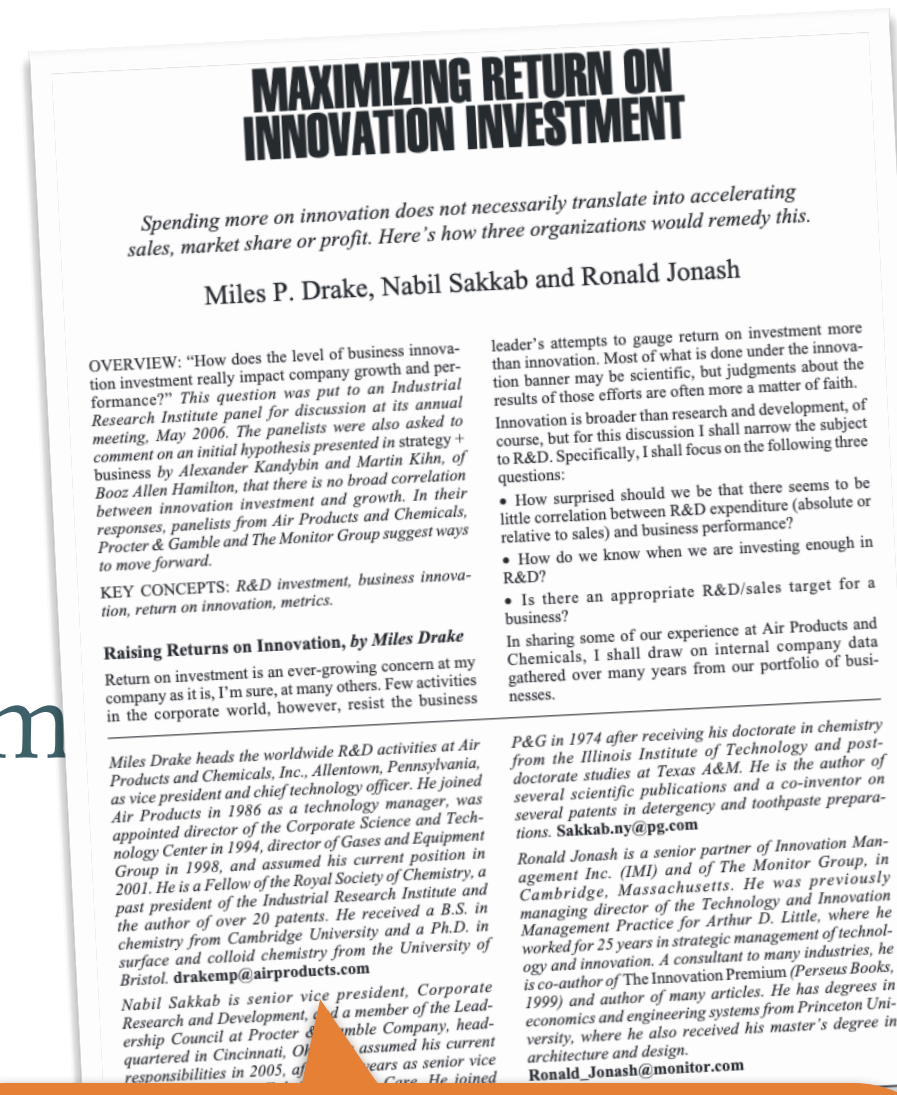 MAXIMIZING RETURN ON
INNOVATION INVESTMENT
Spending more on innovation does not necessarily translate into accelerating
sales, market share or profit. Here's how three organizations would remedy this.
Miles P. Drake, Nabil Sakkab and Ronald Jonash
OVERVIEW: “How does the level of business innova-
tion investment really impact company growth and per-
formance?” This question was put to an Industrial
Research Institute panel for discussion at its annual
meeting, May 2006. The panelists were also asked to
comment on an initial hypothesis presented in strategy +
business by Alexander Kandybin and Martin Kihn, of
Booz Allen Hamilton, that there is no broad correlation
between innovation investment and growth. In their
responses, panelists from Air Products and Chemicals,
Procter & Gamble and The Monitor Group suggest ways
to move forward.
KEY CONCEPTS: R&D investment, business innova-
tion, return on innovation, metrics.
Raising Returns on Innovation, by Miles Drake
Return on investment is an ever-growing concern at my
company as it is, I'm sure, at many others. Few activities
in the corporate world, however, resist the business
leader's attempts to gauge return on investment more
than innovation. Most of what is done under the innova-
tion banner may be scientific, but judgments about the
results of those efforts are often more a matter of faith.
Innovation is broader than research and development, of
course, but for this discussion I shall narrow the subject
to R&D. Specifically, I shall focus on the following three
questions:
• How surprised should we be that there seems to be
little correlation between R&D expenditure (absolute or
relative to sales) and business performance?
• How do we know when we are investing enough in
R&D?
• Is there an appropriate R&D/sales target for a
business?
In sharing some of our experience at Air Products and
Chemicals, I shall draw on internal company data
gathered over many years from our portfolio of busi-
nesses.
m
Miles Drake heads the worldwide R&D activities at Air
Products and Chemicals, Inc., Allentown, Pennsylvania,
as vice president and chief technology officer. He joined
Air Products in 1986 as a technology manager, was
appointed director of the Corporate Science and Tech-
nology Center in 1994, director of Gases and Equipment
Group in 1998, and assumed his current position in
2001. He is a Fellow of the Royal Society of Chemistry, a
past president of the Industrial Research Institute and
the author of over 20 patents. He received a B.S. in
chemistry from Cambridge University and a Ph.D. in
surface and colloid chemistry from the University of
Bristol. drakemp@airproducts.com
Nabil Sakkab is senior vice president, Corporate
Research and Development, and a member of the Lead-
ership Council at Procter & Gamble Company, head-
quartered in Cincinnati, assumed his current
responsibilities in 2005, years as senior vice
Care. He joined
P&G in 1974 after receiving his doctorate in chemistry
from the Illinois Institute of Technology and post-
doctorate studies at Texas A&M. He is the author of
several scientific publications and a co-inventor on
several patents in detergency and toothpaste prepara-
tions. Sakkab.ny@pg.com
Ronald Jonash is a senior partner of Innovation Man-
agement Inc. (IMI) and of The Monitor Group, in
Cambridge, Massachusetts. He was previously
managing director of the Technology and Innovation
Management Practice for Arthur D. Little, where he
worked for 25 years in strategic management of technol-
ogy and innovation. A consultant to many industries, he
is co-author of The Innovation Premium (Perseus Books,
1999) and author of many articles. He has degrees in
economics and engineering systems from Princeton Uni-
versity, where he also received his master's degree in
architecture and design.
Ronald_Jonash@monitor.com